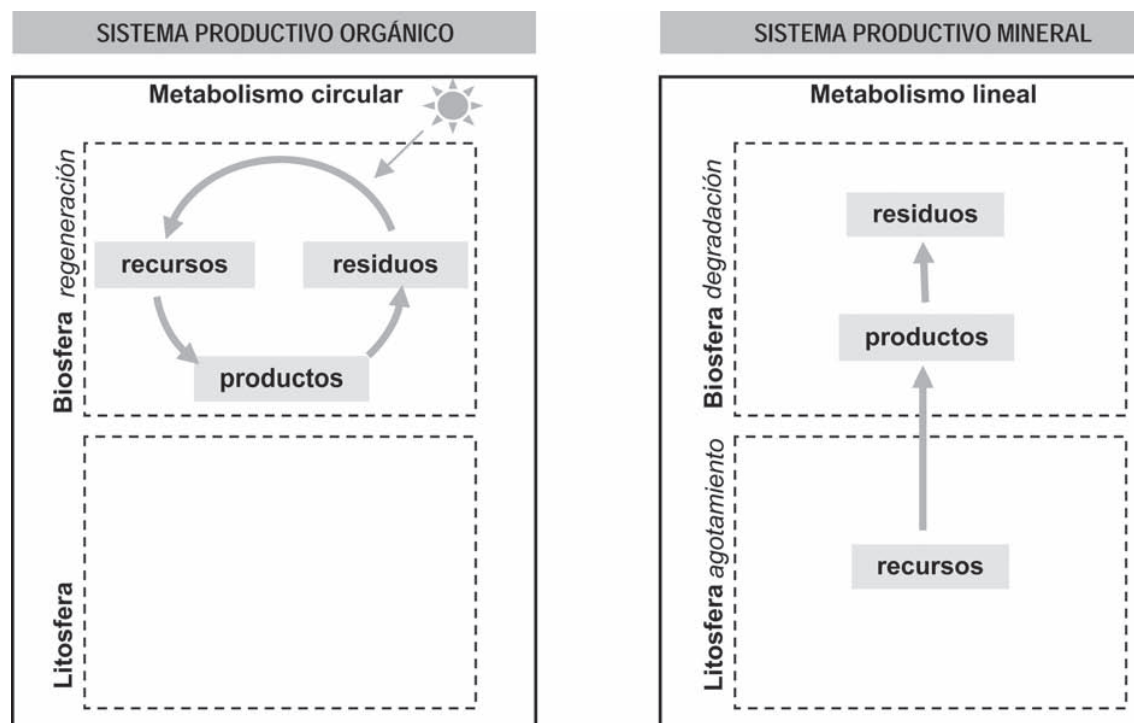 SISTEMA PRODUCTIVO ORGÁNICO
Metabolismo circular
Biosfera regeneración
recursos
residuos
productos
Litosfera
SISTEMA PRODUCTIVO MINERAL
Metabolismo lineal
Biosfera degradación
residuos
productos
Litosfera agotamiento
recursos